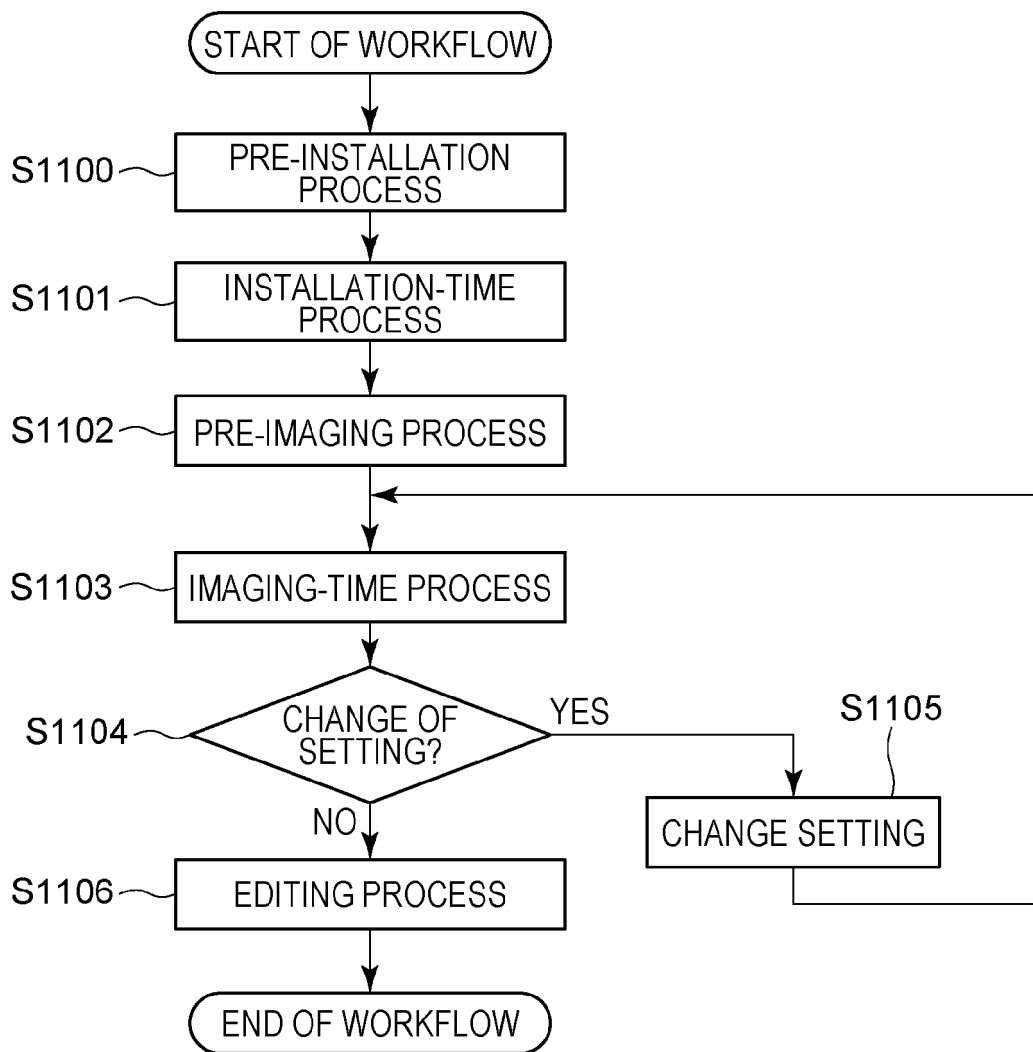 START OF WORKFLOW
S1100
PRE-INSTALLATION
PROCESS
S1101
INSTALLATION-TIME
PROCESS
S1102
PRE-IMAGING PROCESS
S1103
IMAGING-TIME PROCESS
S1104
CHANGE OF
SETTING?
YES
S1105
CHANGE SETTING
NO
S1106
EDITING PROCESS
END OF WORKFLOW